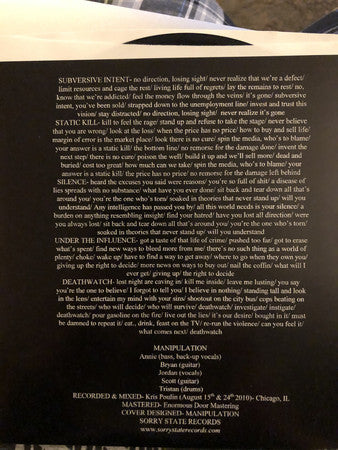 SUBVERSIVE INTENT- no direction, losing sight/ never realize that we're a defect/
limit resources and cage the rest/ living life full of regrets/ lay the remains to rest/ no,
know that we're addicted/ feel the money flow through the veins/ it's gone/ subversive
intent, you've been sold/ strapped down to the unemployment line/ invest and trust this
vision/ stay distracted/ no direction, losing sight/ never realize it's gone
STATIC KILL- kill to feel the rage/ stand up and refuse to take the stage/ never believe
that you are wrong/ look at the loss/ when the price has no price/ how to buy and sell life/
margin of error is the market place/ look there is no cure/ spin the media, who's to blame/
your answer is a static kill/ the bottom line/ no remorse for the damage done/ invent the
next step/ there is no cure/ poison the well/ build it up and we'll sell more/ dead and
buried/ cost too great/ how much can we take/ spin the media, who's to blame/ your
answer is a static kill/ the price has no price/ no remorse for the damage left behind
SILENCE- heard the excuses you said were reasons/ you're so full of shit/ a disease of
lies spreads with no substance/ what have you ever done/ sit back and tear down all that's
around you/ you're the one who's torn/ soaked in theories that never stand up/ will you
understand/ Any intelligence has passed you by/ all this world needs is your silence/ a
burden on anything resembling insight/ find your hatred/ have you lost all direction/ were
you always lost/ sit back and tear down all that's around you/ you're the one who's torn/
soaked in theories that never stand up/ will you understand
UNDER THE INFLUENCE- got a taste of that life of crime/ pushed too far/ got to erase
what's spent/ find new ways to bleed more from me/ there's no such thing as a world of
plenty/ choke/ wake up/ have to find a way to get away/ where to go when they own you/
giving up the right to decide/ more news on ways to buy out/ nail the coffin/ what will I
ever get/ giving up/ the right to decide
DEATHWATCH- lost night are caving in/ kill me inside/ leave me lusting/ you say
you're the one to believe/ I forgot to tell you/ I believe in nothing/ standing tall and look
in the lens/ entertain my mind with your sins/ shootout on the city bus/ cops beating on
the streets/ who will decide/ who will survive/ deathwatch/ investigate/ instigate/
deathwatch/ pour gasoline on the fire/ live out the lies/ it's our desire/ bought in it/ must
be damned to repeat it/ eat., drink, feast on the TV/ re-run the violence/ can you feel it/
what comes next/ deathwatch
MANIPULATION
Annie (bass, back-up vocals)
Bryan (guitar)
Jordan (vocals)
Scott (guitar)
Tristan (drums)
RECORDED & MIXED- Kris Poulin (August 15th & 24th 2010)- Chicago, IL
MASTERED- Enormous Door Mastering
COVER DESIGNED- MANIPULATION
SORRY STATE RECORDS
www.sorrystaterecords.com